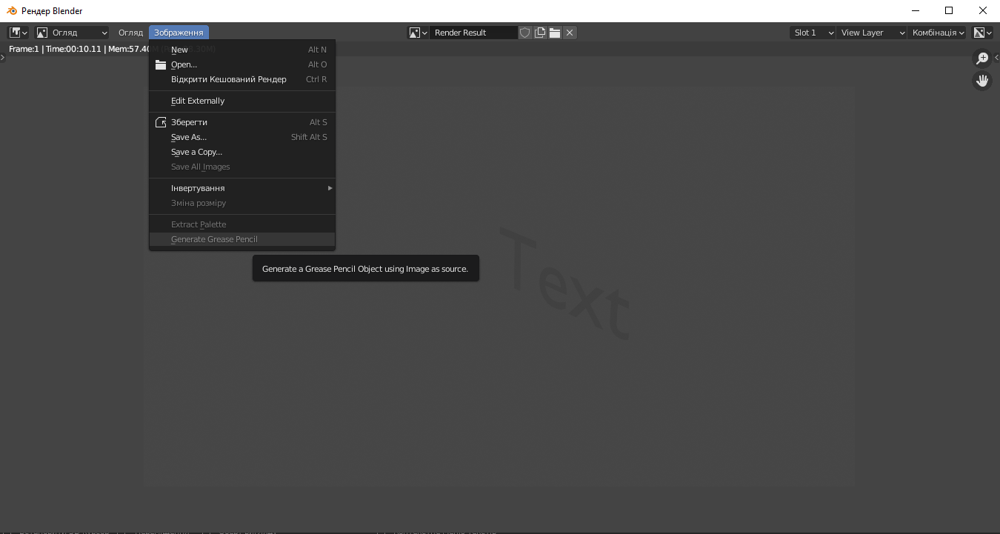 Рендер Blender
Огляд Огляд Зображення Render Result Slot 1 View Layer Комбінація
Frame:1 | Time:00:10.11 | Mem:57.40M
New Alt N
Open... Alt O
Відкрити Кешований Рендер Ctrl R
Edit Externally
Зберегти Alt S
Save As... Shift Alt S
Save a Copy...
Save All Images
Інвертування
Зміна розміру
Extract Palette
Generate Grease Pencil
Generate a Grease Pencil Object using Image as source.
Text